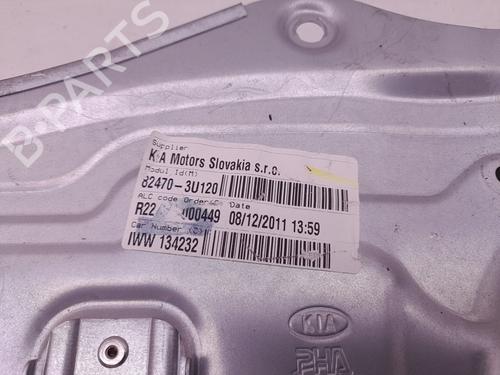 B-PARTS
Supplier
KIA Motors Slovakia s.r.o.
Modul Id(M)
82470-3U120
ALC code Order Date
R22 000449 08/12/2011 13:59
Car Number (C)
IWW 134232
KIA
PHA